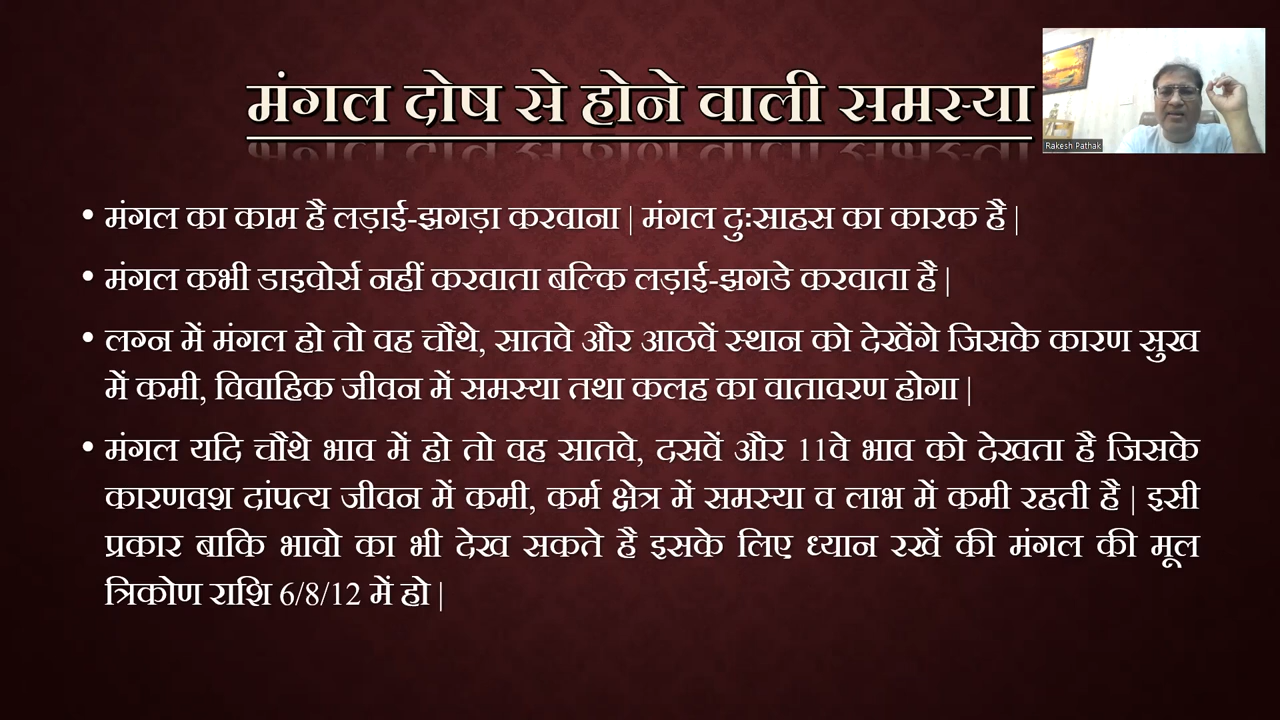 मंगल दोष से होने वाली समस्या
Rakesh Pathak
• मंगल का काम है लड़ाई-झगड़ा करवाना | मंगल दुःसाहस का कारक है |
• मंगल कभी डाइवोर्स नहीं करवाता बल्कि लड़ाई-झगडे करवाता है |
• लग्न में मंगल हो तो वह चौथे, सातवे और आठवें स्थान को देखेंगे जिसके कारण सुख
में कमी, विवाहिक जीवन में समस्या तथा कलह का वातावरण होगा |
• मंगल यदि चौथे भाव में हो तो वह सातवे, दसवें और 11वे भाव को देखता है जिसके
कारणवश दांपत्य जीवन में कमी, कर्म क्षेत्र में समस्या व लाभ में कमी रहती है | इसी
प्रकार बाकि भावो का भी देख सकते है इसके लिए ध्यान रखें की मंगल की मूल
त्रिकोण राशि 6/8/12 में हो |